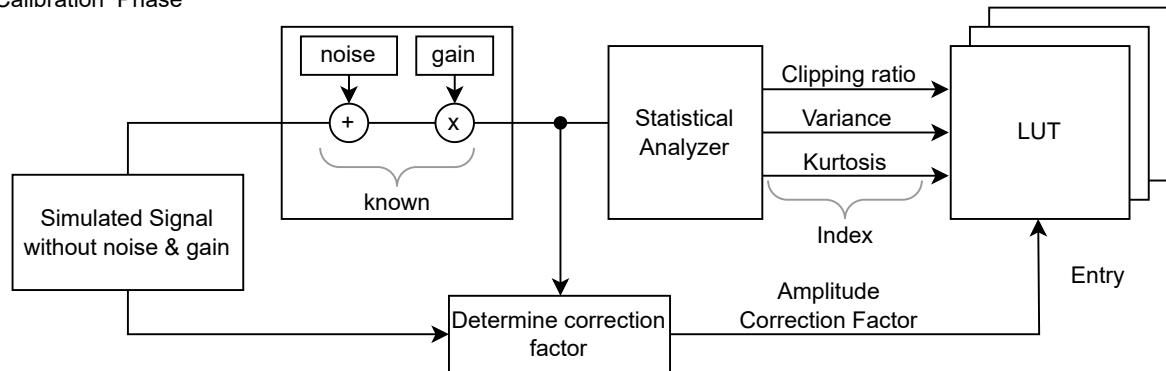 Calibration Phase
noise
gain
+
x
known
Simulated Signal
without noise & gain
Statistical
Analyzer
Clipping ratio
Variance
Kurtosis
Index
LUT
Entry
Amplitude
Correction Factor
Determine correction
factor